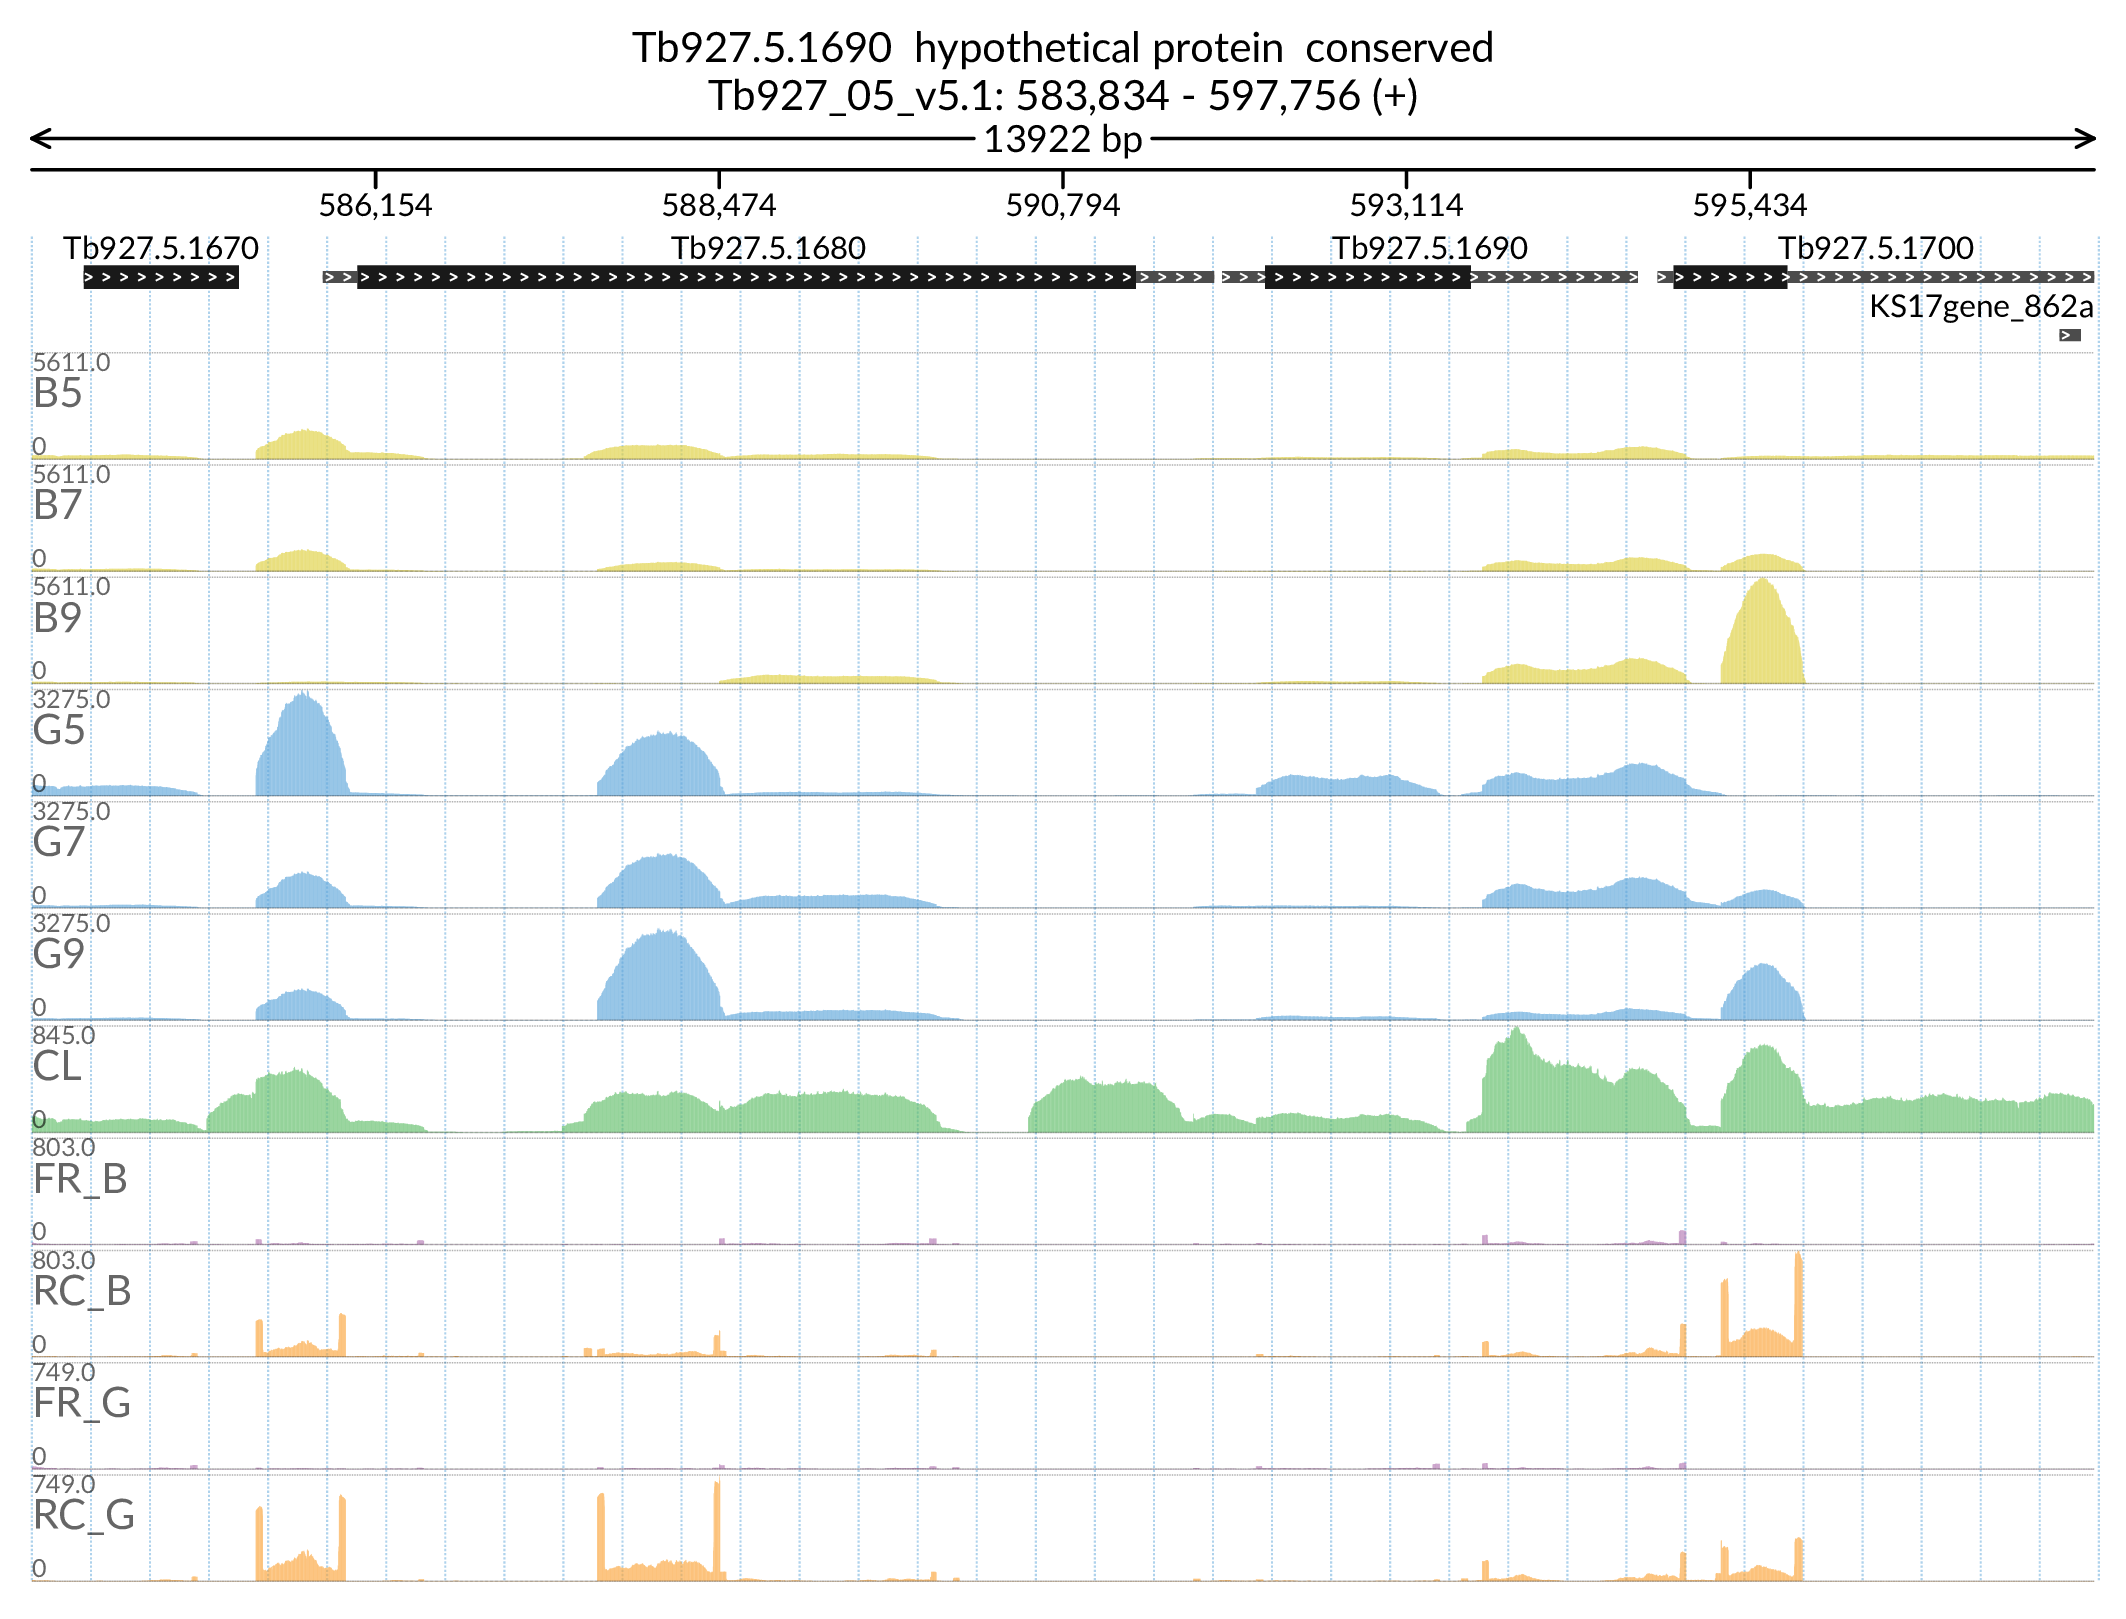 Tb927.5.1690 hypothetical protein conserved
Tb927_05_v5.1: 583,834 - 597,756 (+)
13922 bp
586,154 588,474 590,794 593,114 595,434
Tb927.5.1670 Tb927.5.1680 Tb927.5.1690 Tb927.5.1700
KS17gene_862a
5611.0
B5
0
5611.0
B7
0
5611.0
B9
0
3275.0
G5
0
3275.0
G7
0
3275.0
G9
0
845.0
CL
0
803.0
FR_B
0
803.0
RC_B
0
749.0
FR_G
0
749.0
RC_G
0